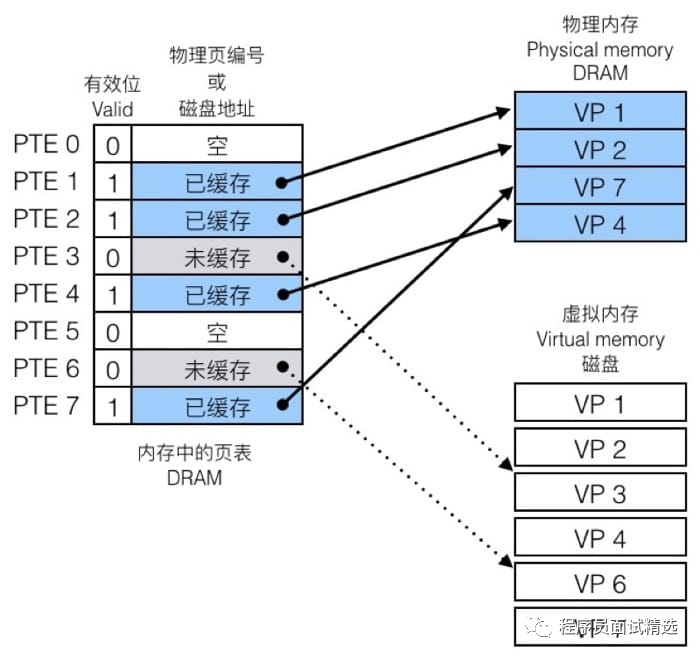 物理页编号
或
磁盘地址
有效位
Valid
PTE 0 0 空
PTE 1 1 已缓存
PTE 2 1 已缓存
PTE 3 0 未缓存
PTE 4 1 已缓存
PTE 5 0 空
PTE 6 0 未缓存
PTE 7 1 已缓存
内存中的页表
DRAM
物理内存
Physical memory
DRAM
VP 1
VP 2
VP 7
VP 4
虚拟内存
Virtual memory
磁盘
VP 1
VP 2
VP 3
VP 4
VP 6
程序员面试精选